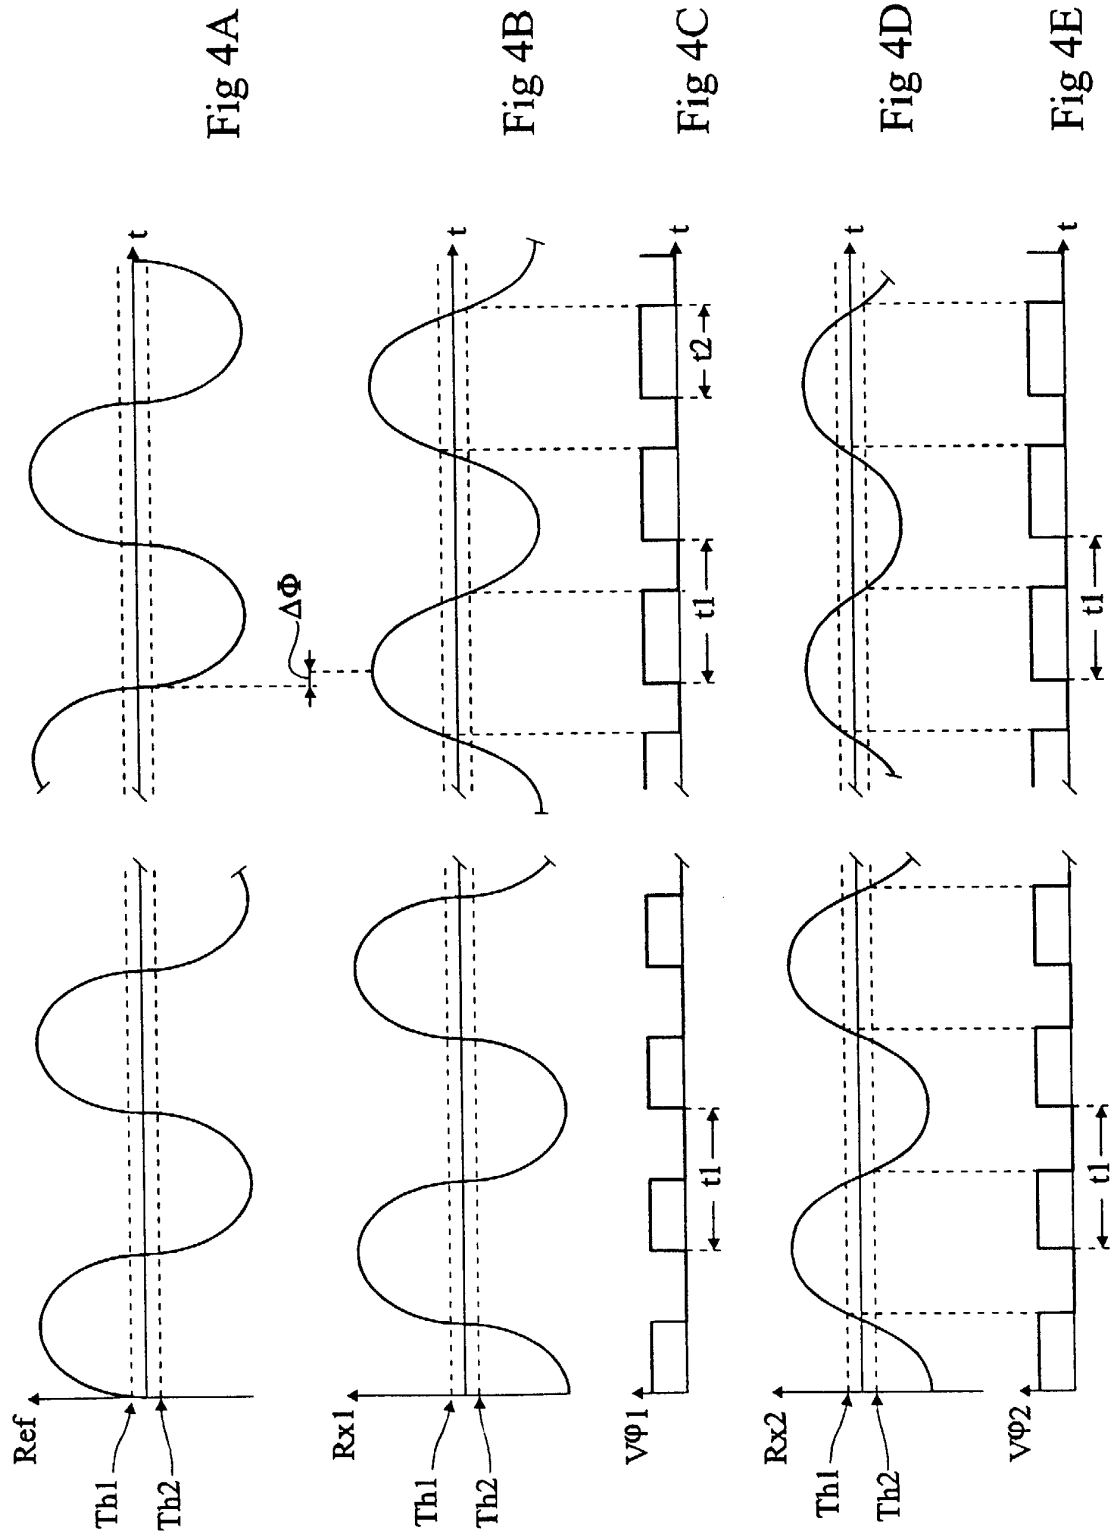 Ref
Th1
Th2
t
Fig 4A
ΔΦ
Rx1
Th1
Th2
t
Fig 4B
Vφ1
t1
t1
t2
t
Fig 4C
Rx2
Th1
Th2
t
Fig 4D
Vφ2
t1
t1
t
Fig 4E